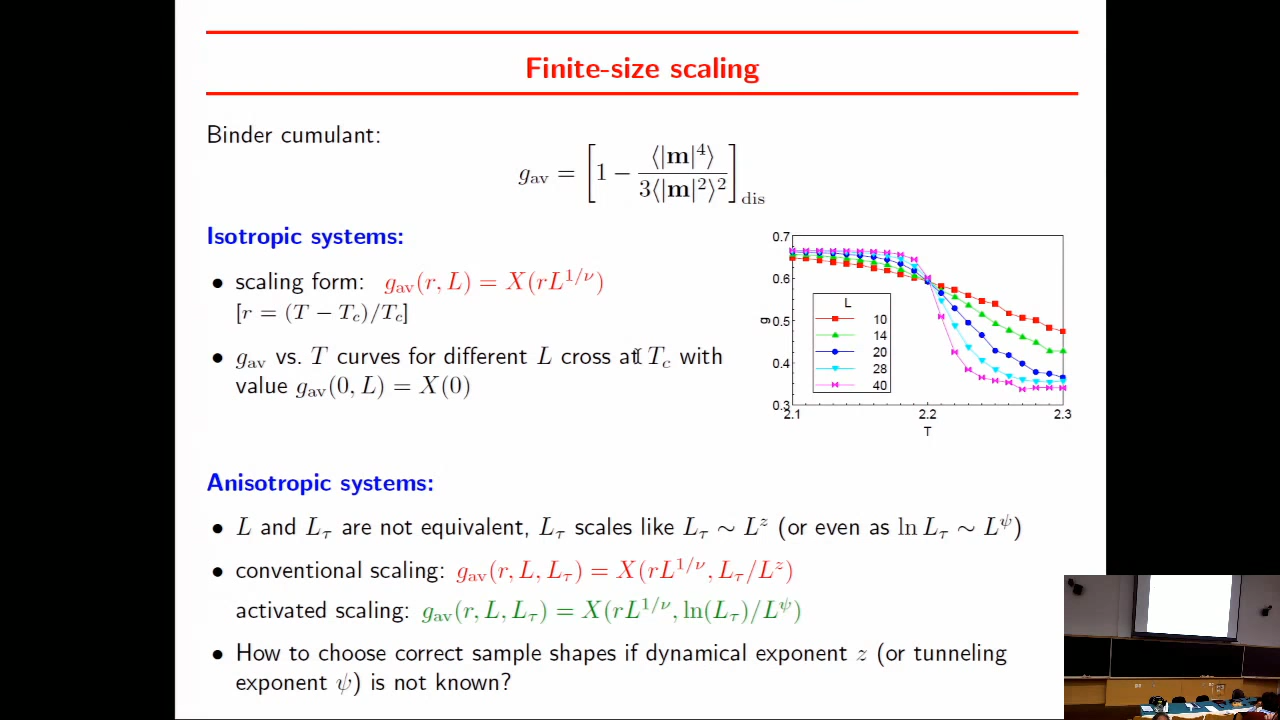 Finite-size scaling
Binder cumulant:
g_av = [1 − ⟨|m|⁴⟩ / 3⟨|m|²⟩²]_dis
Isotropic systems:
• scaling form: g_av(r, L) = X(rL^{1/ν})
[r = (T − T_c)/T_c]
• g_av vs. T curves for different L cross at T_c with
value g_av(0, L) = X(0)
0.7
0.6
0.5
0.4
0.3
g
L
10
14
20
28
40
2.1
2.2
2.3
T
Anisotropic systems:
• L and L_τ are not equivalent, L_τ scales like L_τ ∼ L^z (or even as ln L_τ ∼ L^ψ)
• conventional scaling: g_av(r, L, L_τ) = X(rL^{1/ν}, L_τ/L^z)
activated scaling: g_av(r, L, L_τ) = X(rL^{1/ν}, ln(L_τ)/L^ψ)
• How to choose correct sample shapes if dynamical exponent z (or tunneling
exponent ψ) is not known?